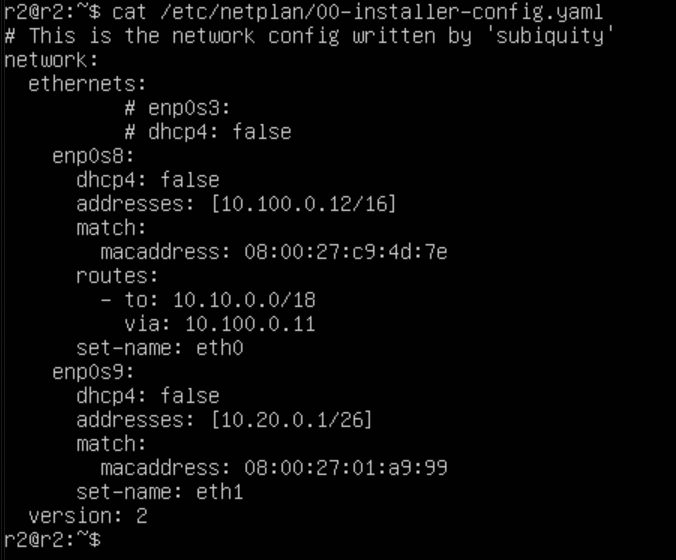 r2@r2:~$ cat /etc/netplan/00-installer-config.yaml
# This is the network config written by 'subiquity'
network:
  ethernets:
          # enp0s3:
          # dhcp4: false
    enp0s8:
      dhcp4: false
      addresses: [10.100.0.12/16]
      match:
        macaddress: 08:00:27:c9:4d:7e
      routes:
        - to: 10.10.0.0/18
          via: 10.100.0.11
      set-name: eth0
    enp0s9:
      dhcp4: false
      addresses: [10.20.0.1/26]
      match:
        macaddress: 08:00:27:01:a9:99
      set-name: eth1
  version: 2
r2@r2:~$